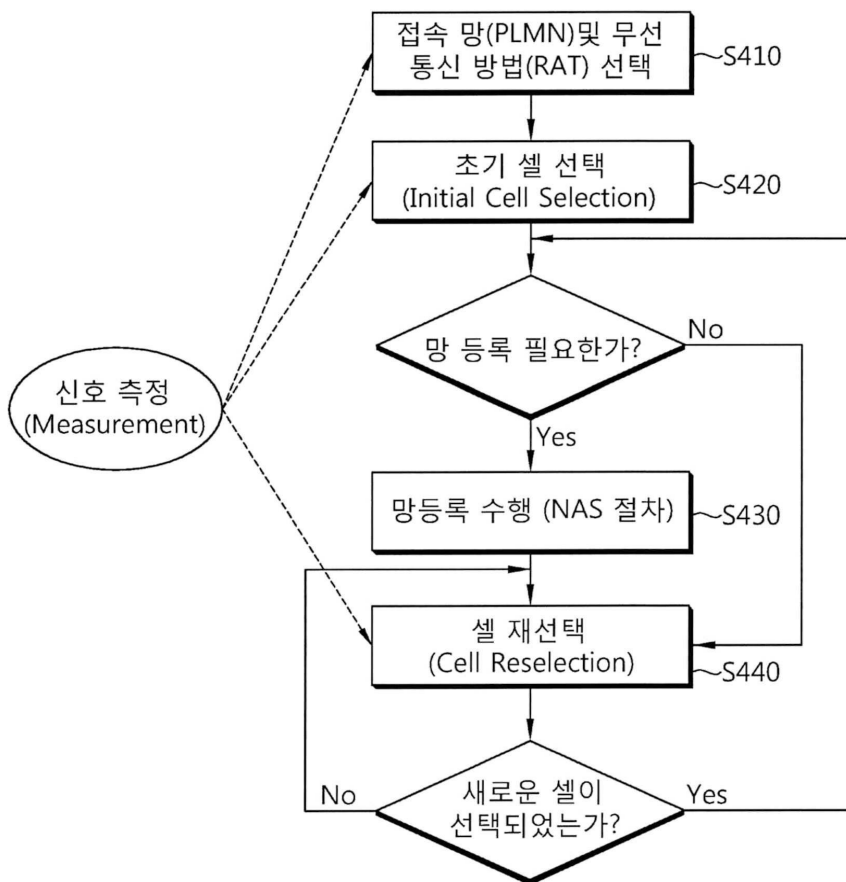 접속 망(PLMN)및 무선
통신 방법(RAT) 선택
S410
초기 셀 선택
(Initial Cell Selection)
S420
망 등록 필요한가?
No
Yes
신호 측정
(Measurement)
망등록 수행 (NAS 절차)
S430
셀 재선택
(Cell Reselection)
S440
새로운 셀이
선택되었는가?
No
Yes